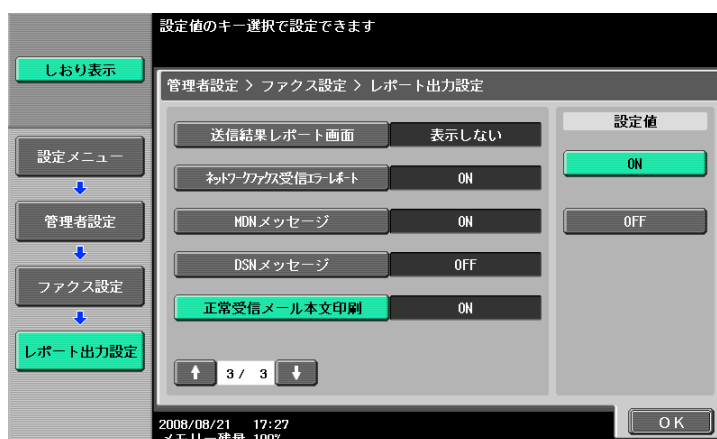 設定値のキー選択で設定できます
しおり表示
管理者設定 > ファクス設定 > レポート出力設定
設定メニュー
管理者設定
ファクス設定
レポート出力設定
送信結果レポート画面 表示しない
ネットワークファクス受信エラーレポート ON
MDNメッセージ ON
DSNメッセージ OFF
正常受信メール本文印刷 ON
3/ 3
設定値
ON
OFF
2008/08/21 17:27
メモリー残量 100%
OK